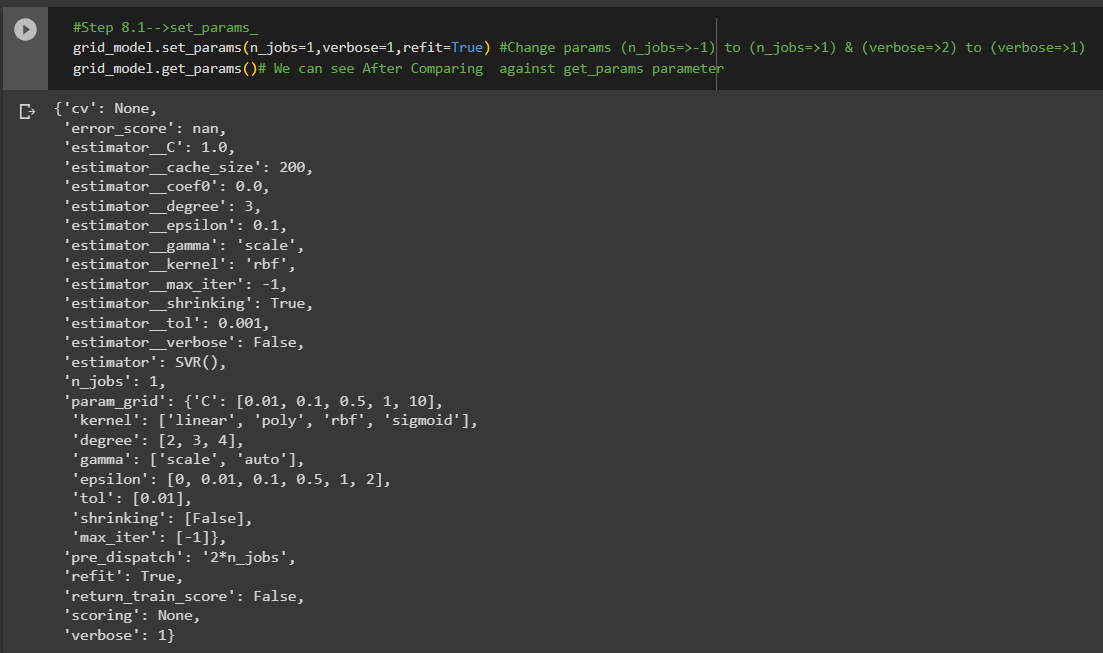 #Step 8.1-->set_params_
grid_model.set_params(n_jobs=1,verbose=1,refit=True) #Change params (n_jobs=>-1) to (n_jobs=>1) & (verbose=>2) to (verbose=>1)
grid_model.get_params()# We can see After Comparing  against get_params parameter
{'cv': None,
 'error_score': nan,
 'estimator__C': 1.0,
 'estimator__cache_size': 200,
 'estimator__coef0': 0.0,
 'estimator__degree': 3,
 'estimator__epsilon': 0.1,
 'estimator__gamma': 'scale',
 'estimator__kernel': 'rbf',
 'estimator__max_iter': -1,
 'estimator__shrinking': True,
 'estimator__tol': 0.001,
 'estimator__verbose': False,
 'estimator': SVR(),
 'n_jobs': 1,
 'param_grid': {'C': [0.01, 0.1, 0.5, 1, 10],
  'kernel': ['linear', 'poly', 'rbf', 'sigmoid'],
  'degree': [2, 3, 4],
  'gamma': ['scale', 'auto'],
  'epsilon': [0, 0.01, 0.1, 0.5, 1, 2],
  'tol': [0.01],
  'shrinking': [False],
  'max_iter': [-1]},
 'pre_dispatch': '2*n_jobs',
 'refit': True,
 'return_train_score': False,
 'scoring': None,
 'verbose': 1}